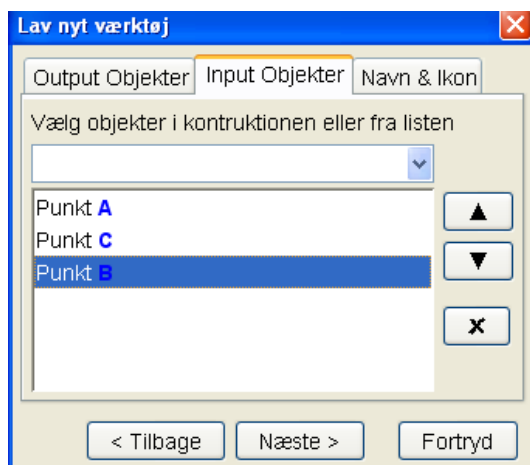 Lav nyt værktøj
Output Objekter Input Objekter Navn & Ikon
Vælg objekter i kontruktionen eller fra listen
Punkt A
Punkt C
Punkt B
< Tilbage Næste > Fortryd